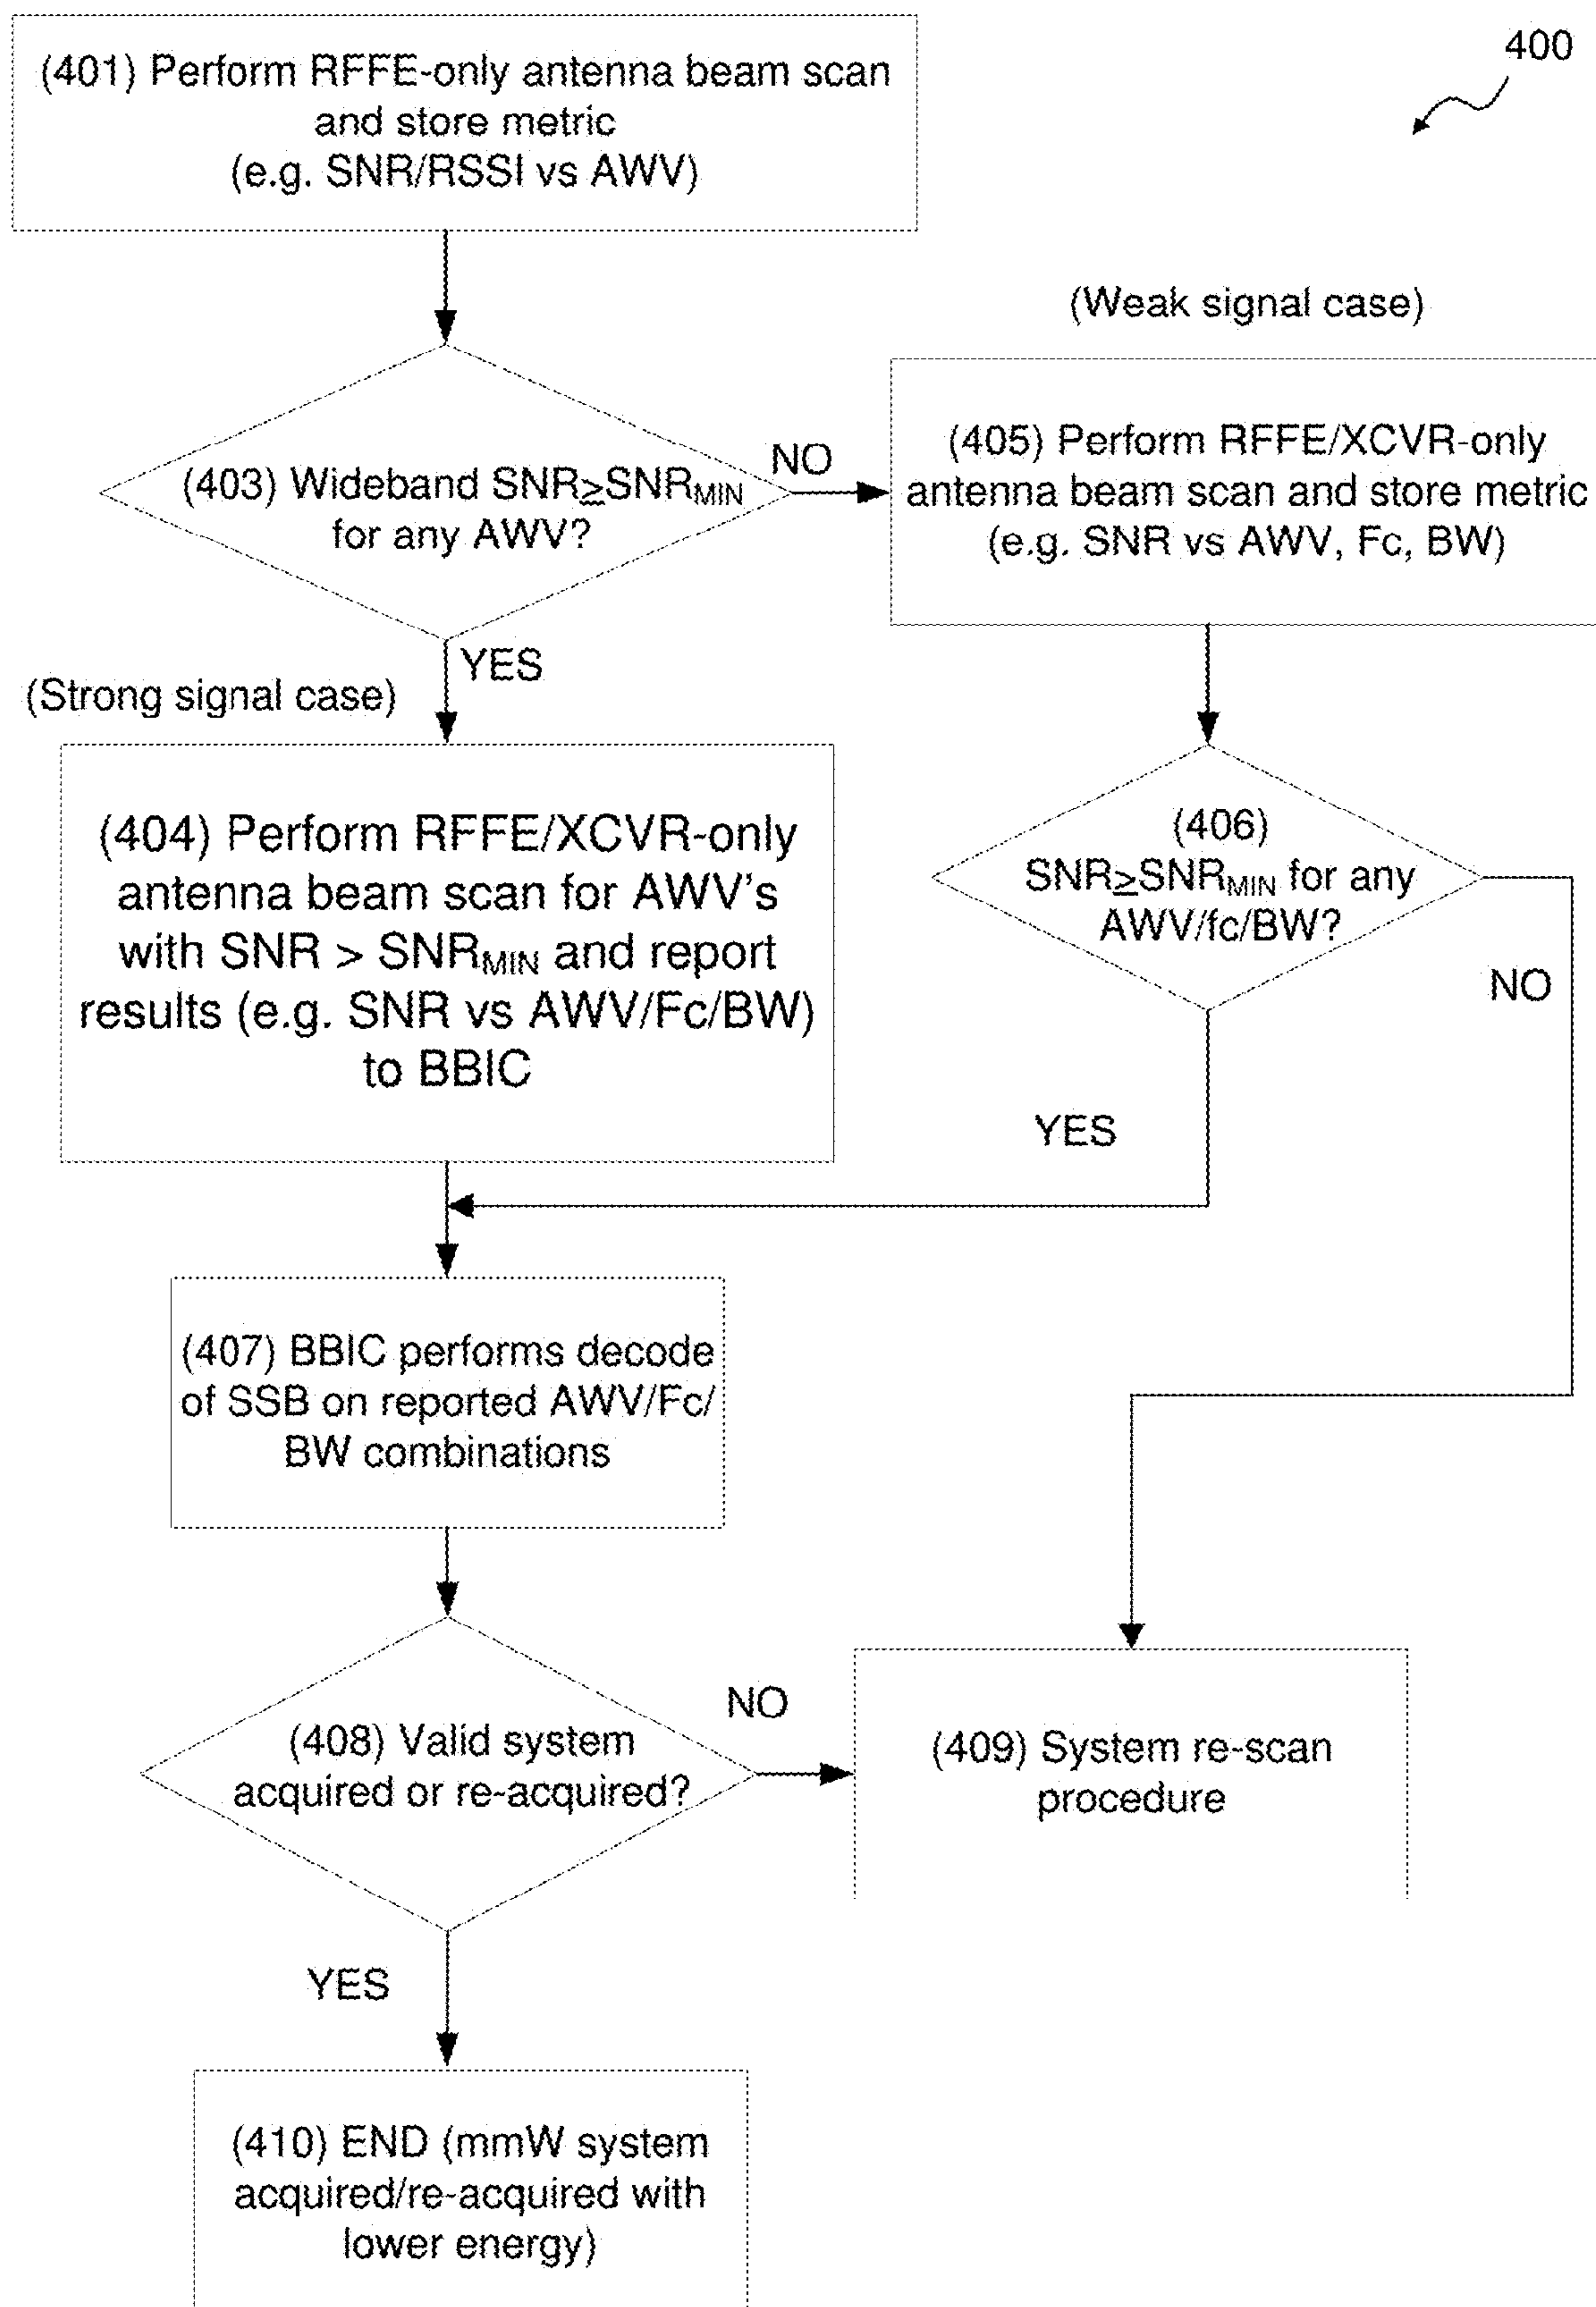 400
(401) Perform RFFE-only antenna beam scan
and store metric
(e.g. SNR/RSSI vs AWV)
(Weak signal case)
(403) Wideband SNR≥SNRMIN
for any AWV?
NO
(405) Perform RFFE/XCVR-only
antenna beam scan and store metric
(e.g. SNR vs AWV, Fc, BW)
YES
(Strong signal case)
(404) Perform RFFE/XCVR-only
antenna beam scan for AWV's
with SNR > SNRMIN and report
results (e.g. SNR vs AWV/Fc/BW)
to BBIC
(406)
SNR≥SNRMIN for any
AWV/fc/BW?
NO
YES
(407) BBIC performs decode
of SSB on reported AWV/Fc/
BW combinations
(408) Valid system
acquired or re-acquired?
NO
(409) System re-scan
procedure
YES
(410) END (mmW system
acquired/re-acquired with
lower energy)